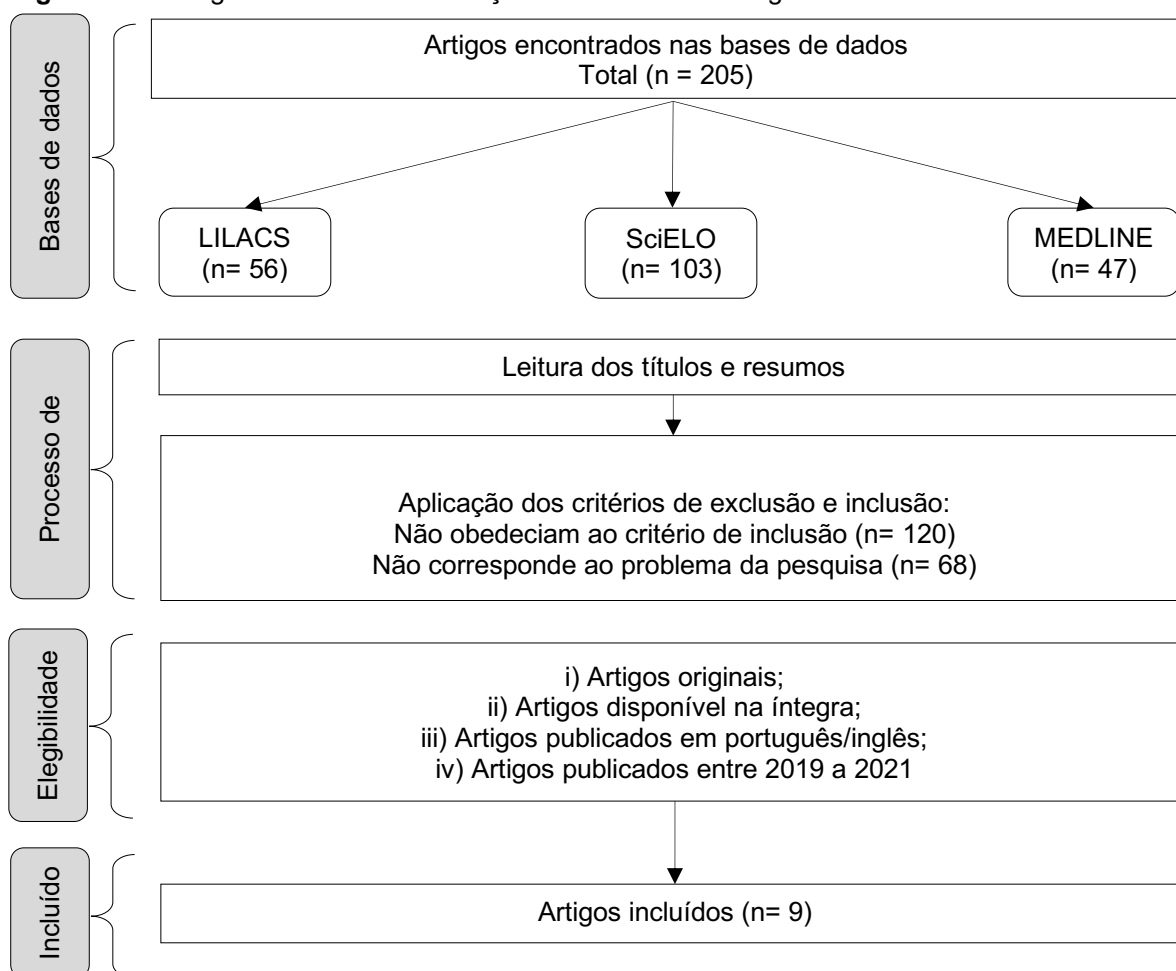 Bases de dados
Artigos encontrados nas bases de dados
Total (n = 205)
LILACS
(n= 56)
SciELO
(n= 103)
MEDLINE
(n= 47)
Processo de
Leitura dos títulos e resumos
Aplicação dos critérios de exclusão e inclusão:
Não obedeciam ao critério de inclusão (n= 120)
Não corresponde ao problema da pesquisa (n= 68)
Elegibilidade
i) Artigos originais;
ii) Artigos disponível na íntegra;
iii) Artigos publicados em português/inglês;
iv) Artigos publicados entre 2019 a 2021
Incluído
Artigos incluídos (n= 9)